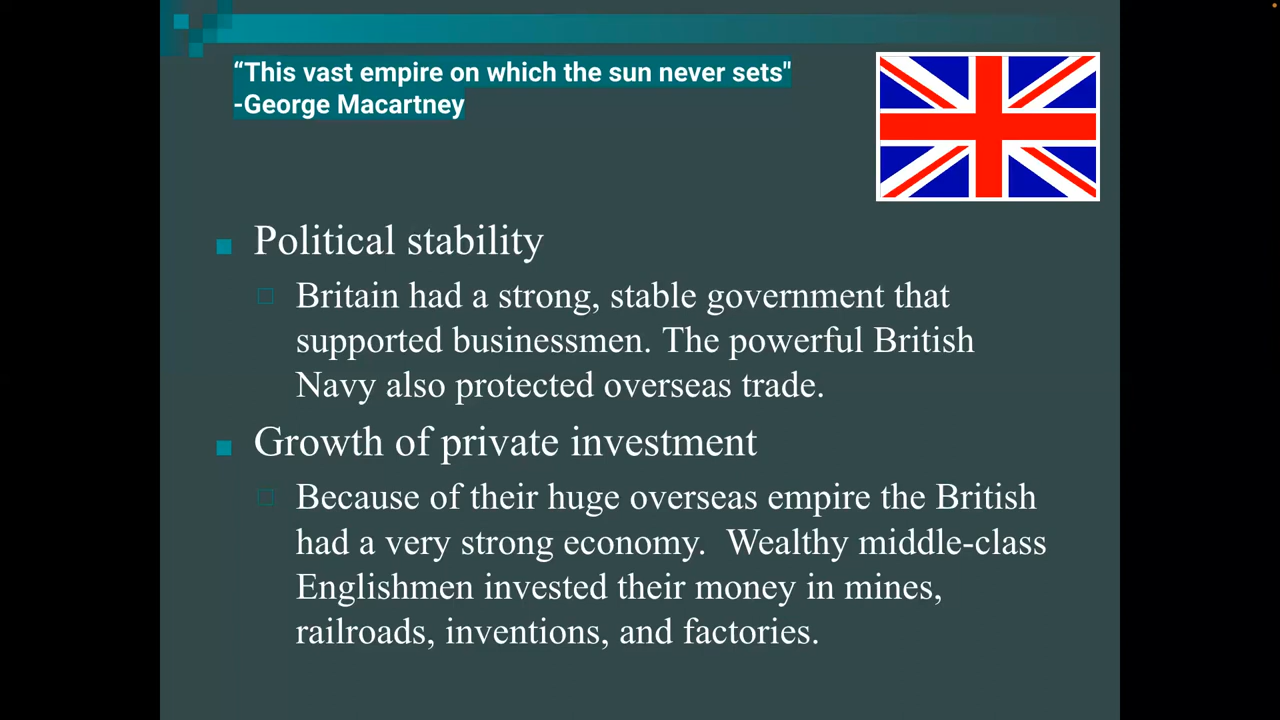 “This vast empire on which the sun never sets"
-George Macartney
Political stability
Britain had a strong, stable government that
supported businessmen. The powerful British
Navy also protected overseas trade.
Growth of private investment
Because of their huge overseas empire the British
had a very strong economy.  Wealthy middle-class
Englishmen invested their money in mines,
railroads, inventions, and factories.